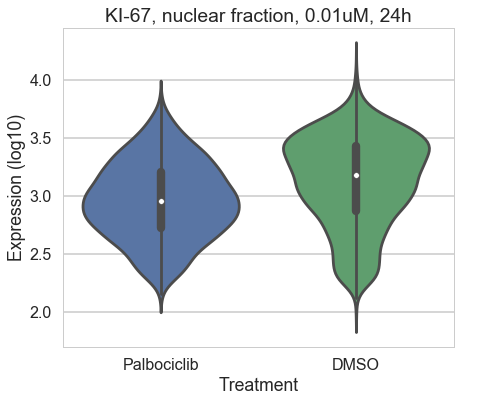 KI-67, nuclear fraction, 0.01uM, 24h
Expression (log10)
4.0
3.5
3.0
2.5
2.0
Palbociclib DMSO
Treatment